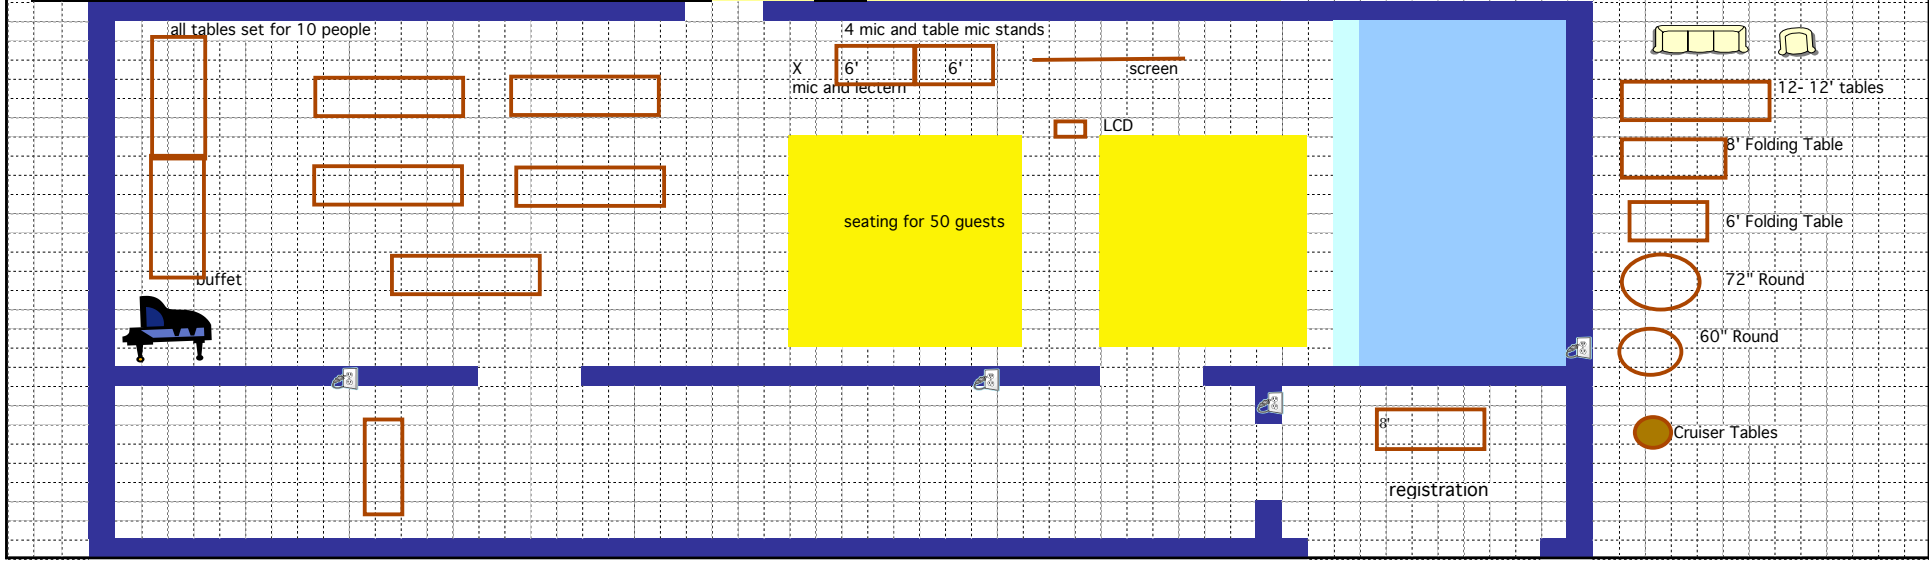 all tables set for 10 people
4 mic and table mic stands
X
6'
6'
screen
mic and lectern
LCD
seating for 50 guests
buffet
8'
registration
12- 12' tables
8' Folding Table
6' Folding Table
72" Round
60" Round
Cruiser Tables